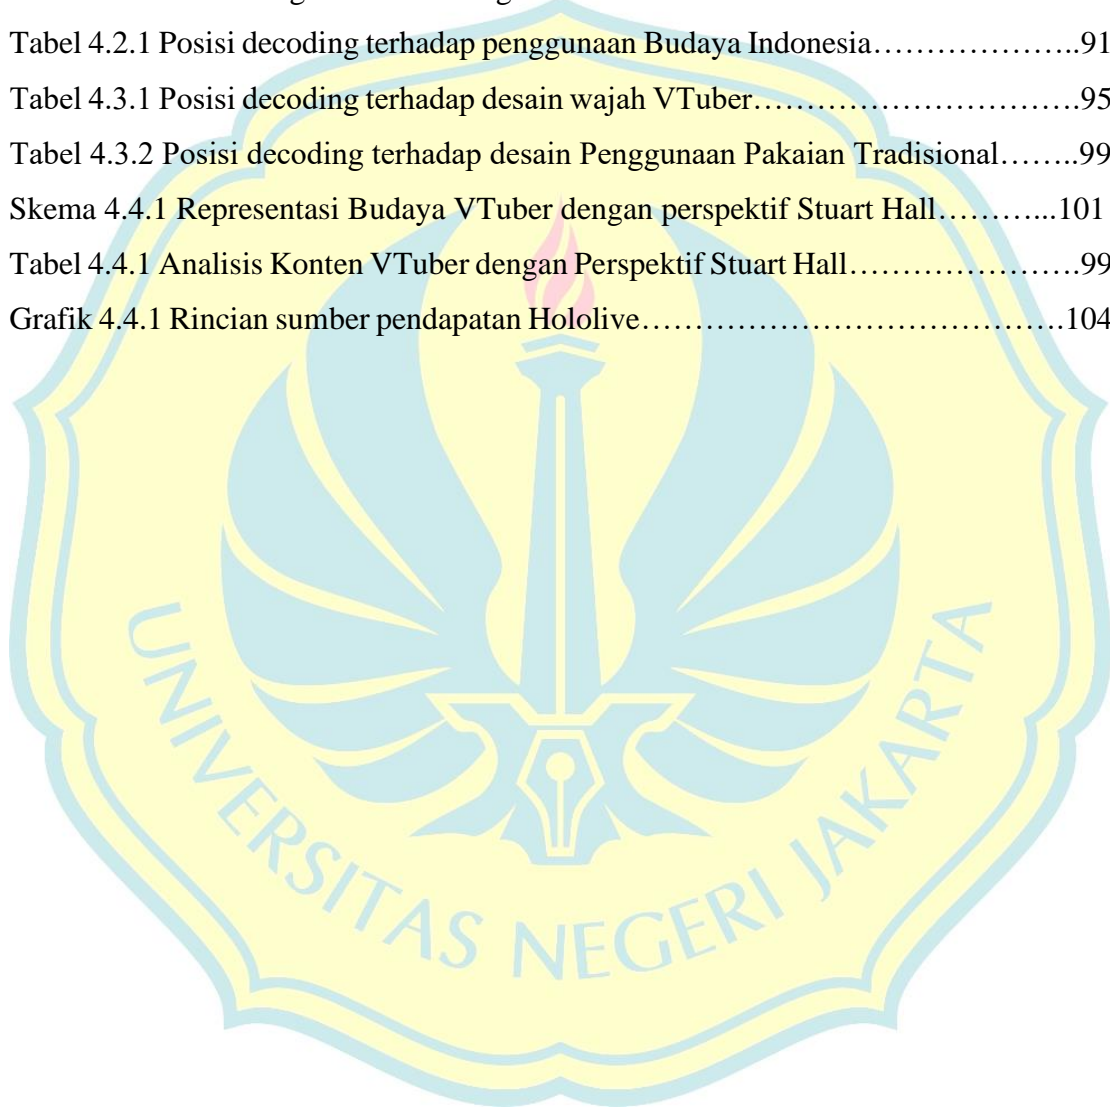 Tabel 4.2.1 Posisi decoding terhadap penggunaan Budaya Indonesia………………..91
Tabel 4.3.1 Posisi decoding terhadap desain wajah VTuber………………………….95
Tabel 4.3.2 Posisi decoding terhadap desain Penggunaan Pakaian Tradisional……..99
Skema 4.4.1 Representasi Budaya VTuber dengan perspektif Stuart Hall………...101
Tabel 4.4.1 Analisis Konten VTuber dengan Perspektif Stuart Hall………………….99
Grafik 4.4.1 Rincian sumber pendapatan Hololive………………………………….104
UNIVERSITAS NEGERI JAKARTA